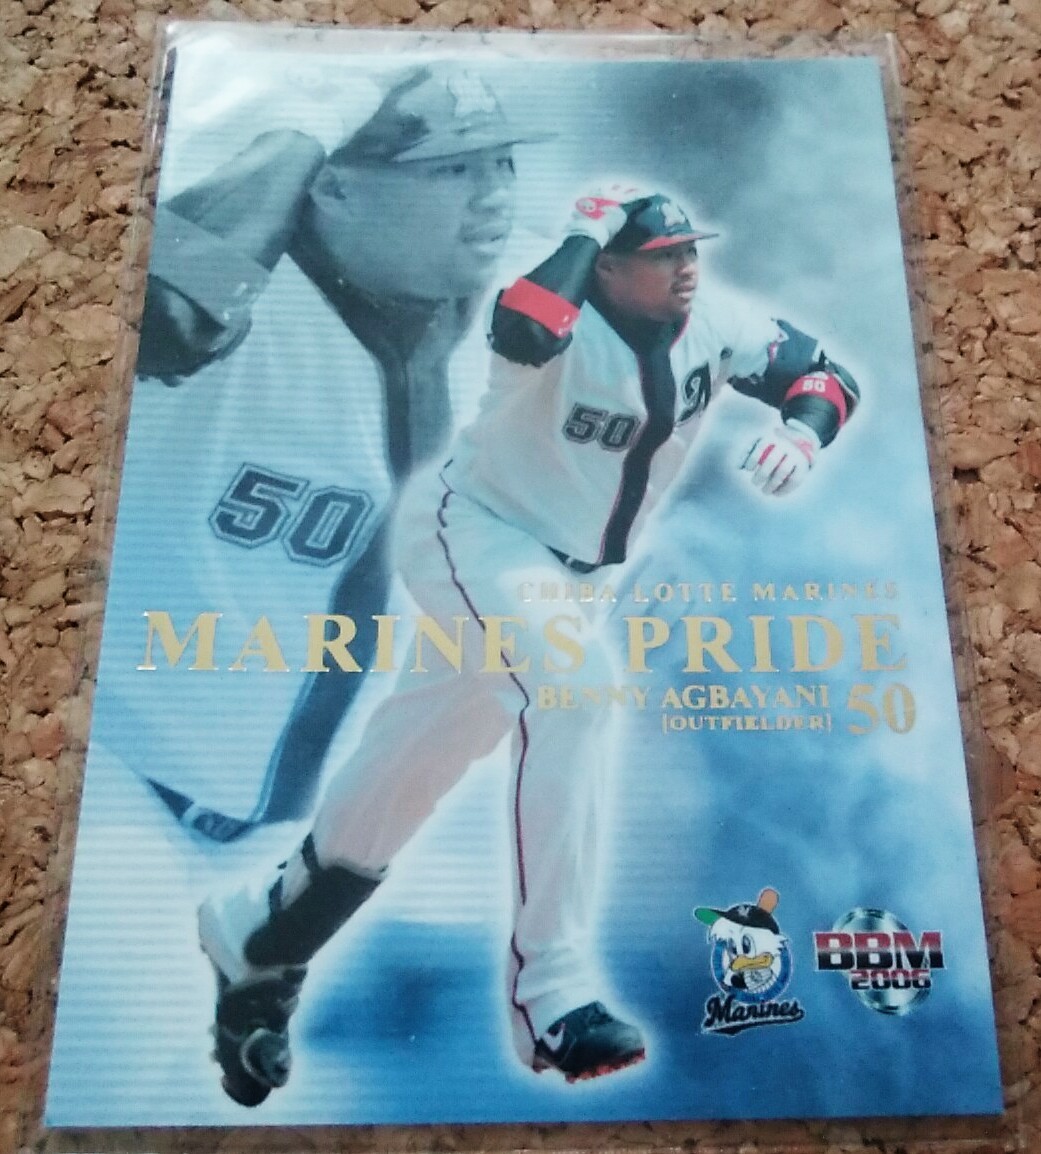 50
50
50
CHIBA LOTTE MARINES
MARINES PRIDE
BENNY AGBAYANI 50
[OUTFIELDER]
Marines
BBM
2006